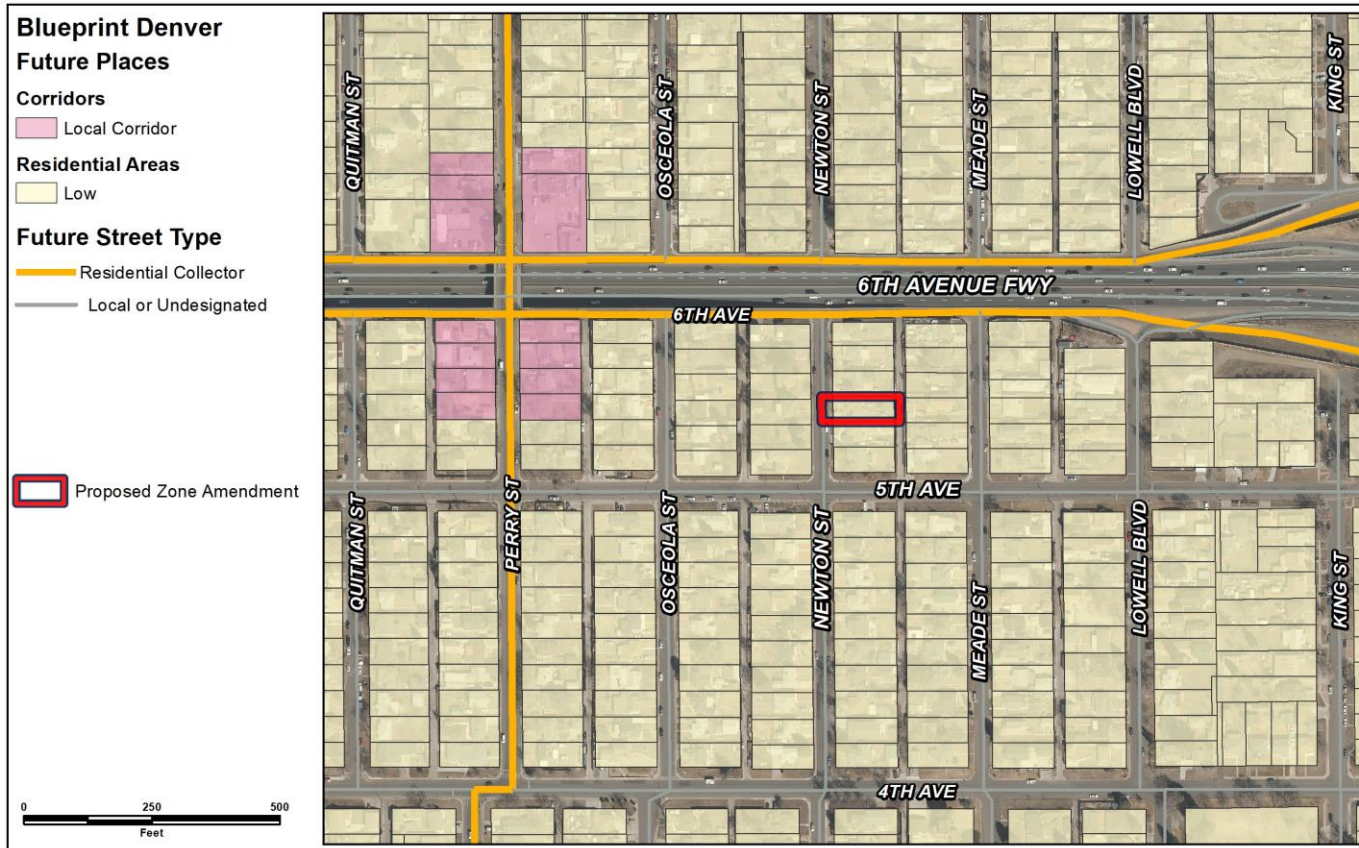 Blueprint Denver
Future Places
Corridors
Local Corridor
Residential Areas
Low
Future Street Type
Residential Collector
Local or Undesignated
Proposed Zone Amendment
0 250 500
Feet
QUITMAN ST
OSCEOLA ST
NEWTON ST
MEADE ST
LOWELL BLVD
KING ST
6TH AVENUE FWY
6TH AVE
5TH AVE
QUITMAN ST
PERRY ST
OSCEOLA ST
NEWTON ST
MEADE ST
LOWELL BLVD
KING ST
4TH AVE